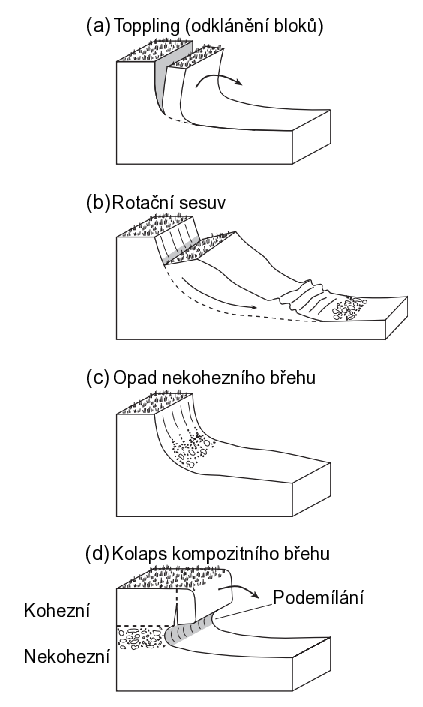 (a) Toppling (odklánění bloků)
(b) Rotační sesuv
(c) Opad nekohezního břehu
(d) Kolaps kompozitního břehu
Kohezní
Podemílání
Nekohezní